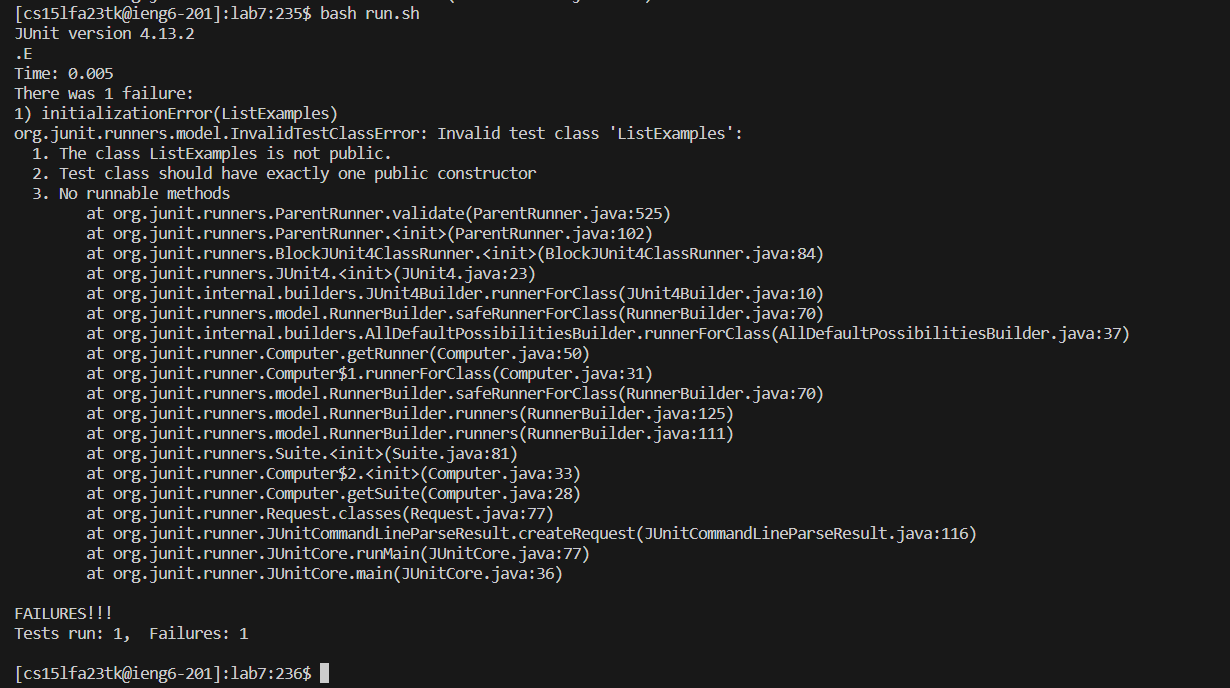 [cs15lfa23tk@ieng6-201]:lab7:235$ bash run.sh
JUnit version 4.13.2
.E
Time: 0.005
There was 1 failure:
1) initializationError(ListExamples)
org.junit.runners.model.InvalidTestClassError: Invalid test class 'ListExamples':
  1. The class ListExamples is not public.
  2. Test class should have exactly one public constructor
  3. No runnable methods
        at org.junit.runners.ParentRunner.validate(ParentRunner.java:525)
        at org.junit.runners.ParentRunner.<init>(ParentRunner.java:102)
        at org.junit.runners.BlockJUnit4ClassRunner.<init>(BlockJUnit4ClassRunner.java:84)
        at org.junit.runners.JUnit4.<init>(JUnit4.java:23)
        at org.junit.internal.builders.JUnit4Builder.runnerForClass(JUnit4Builder.java:10)
        at org.junit.runners.model.RunnerBuilder.safeRunnerForClass(RunnerBuilder.java:70)
        at org.junit.internal.builders.AllDefaultPossibilitiesBuilder.runnerForClass(AllDefaultPossibilitiesBuilder.java:37)
        at org.junit.runner.Computer.getRunner(Computer.java:50)
        at org.junit.runner.Computer$1.runnerForClass(Computer.java:31)
        at org.junit.runners.model.RunnerBuilder.safeRunnerForClass(RunnerBuilder.java:70)
        at org.junit.runners.model.RunnerBuilder.runners(RunnerBuilder.java:125)
        at org.junit.runners.model.RunnerBuilder.runners(RunnerBuilder.java:111)
        at org.junit.runners.Suite.<init>(Suite.java:81)
        at org.junit.runner.Computer$2.<init>(Computer.java:33)
        at org.junit.runner.Computer.getSuite(Computer.java:28)
        at org.junit.runner.Request.classes(Request.java:77)
        at org.junit.runner.JUnitCommandLineParseResult.createRequest(JUnitCommandLineParseResult.java:116)
        at org.junit.runner.JUnitCore.runMain(JUnitCore.java:77)
        at org.junit.runner.JUnitCore.main(JUnitCore.java:36)

FAILURES!!!
Tests run: 1,  Failures: 1

[cs15lfa23tk@ieng6-201]:lab7:236$